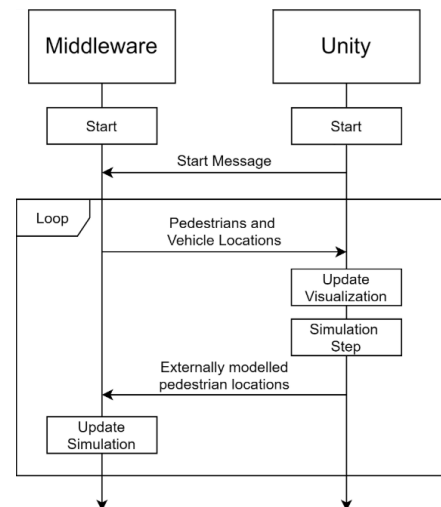 Middleware
Unity
Start
Start
Start Message
Loop
Pedestrians and
Vehicle Locations
Update
Visualization
Simulation
Step
Externally modelled
pedestrian locations
Update
Simulation